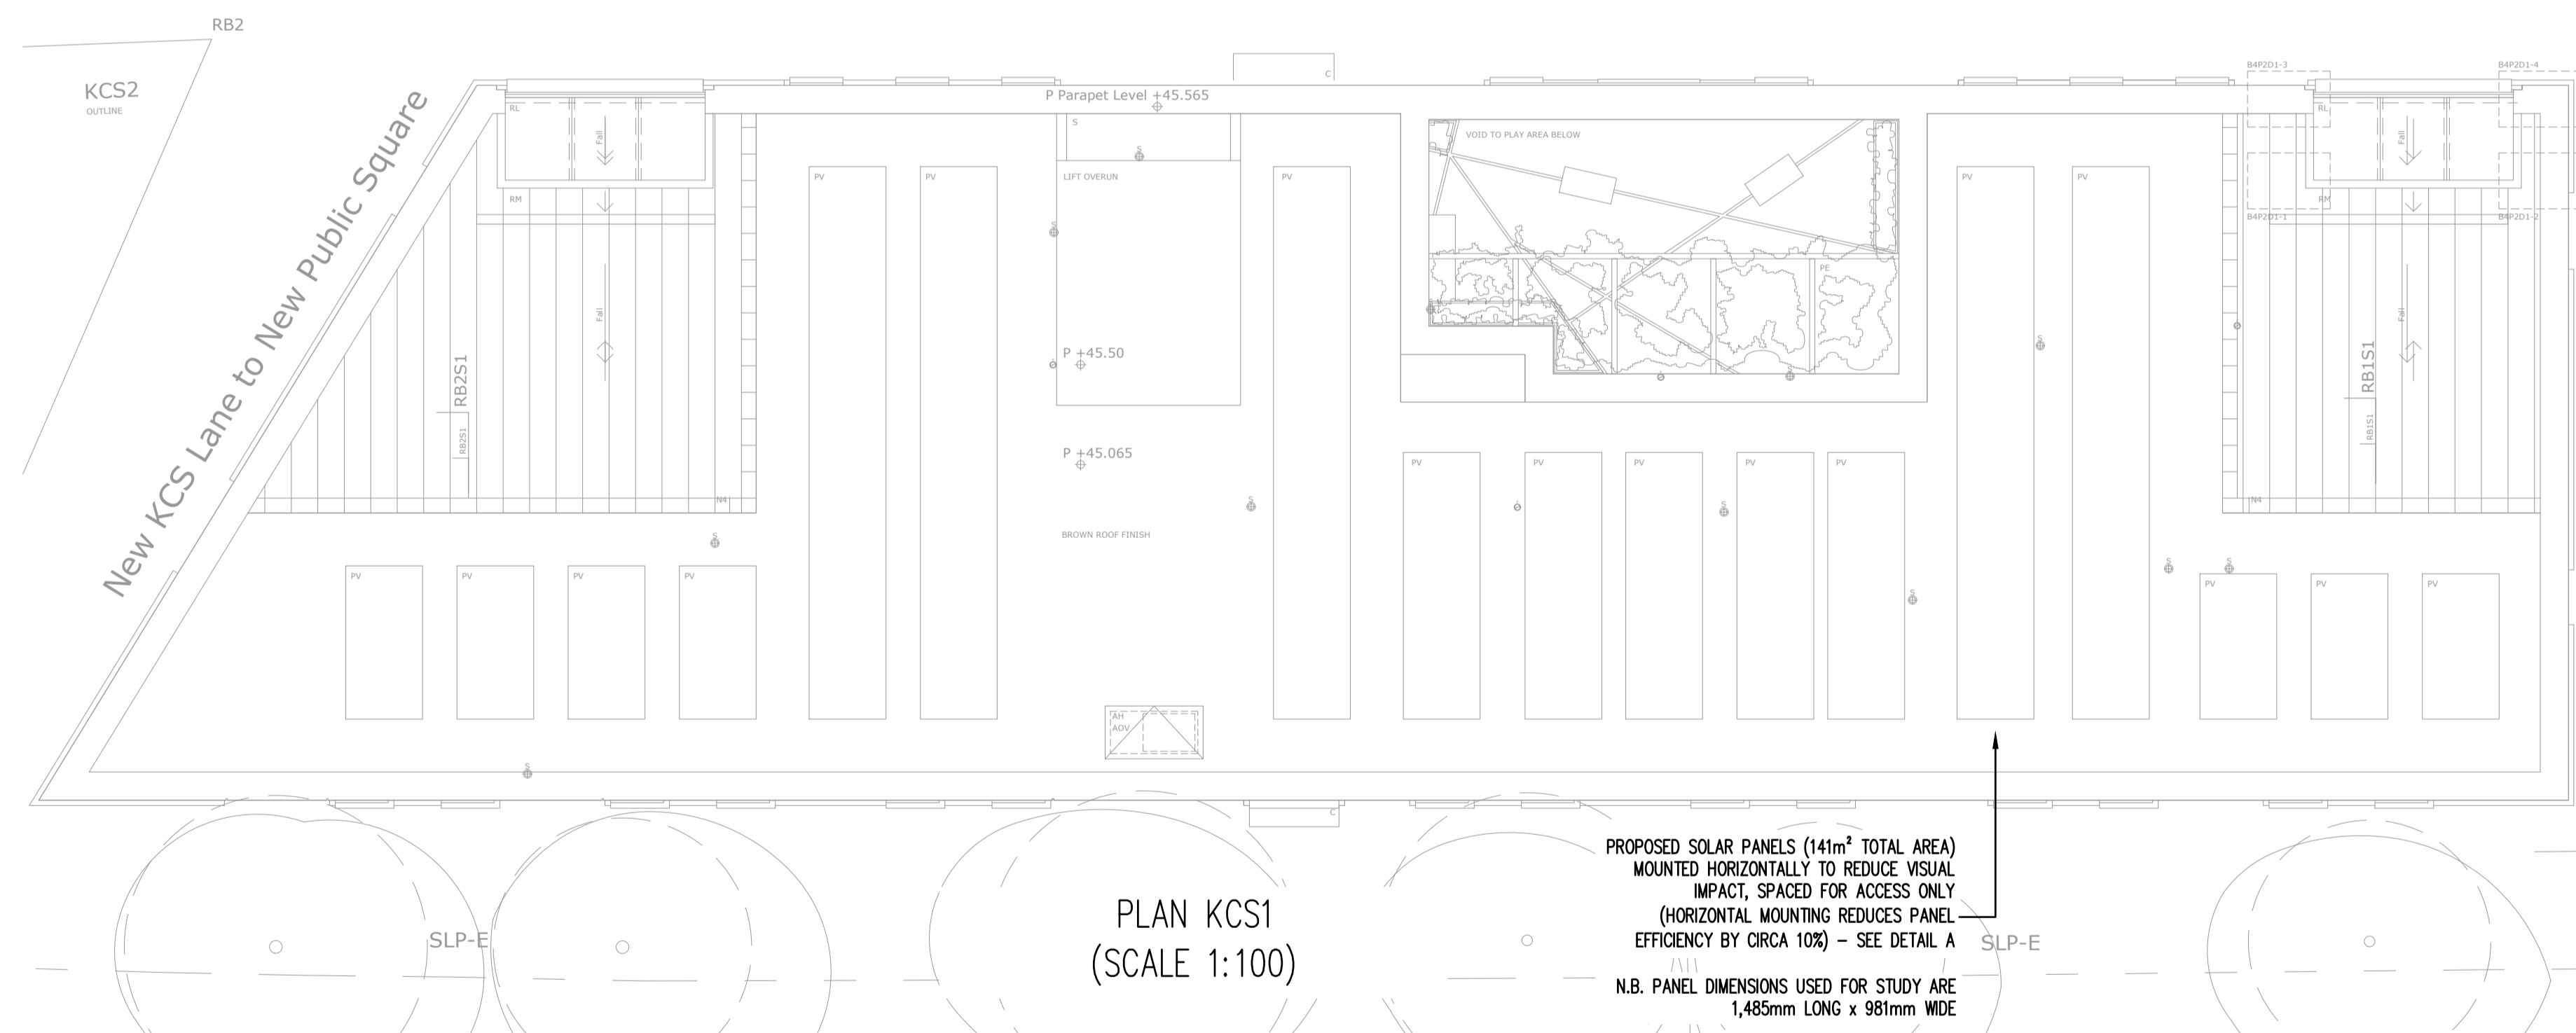 RB2
KCS2
OUTLINE
New KCS Lane to New Public Square
RL
Fall
RM
Fall
RB2S1
RB2S1
N4
S
PV
PV
PV
PV
S
PV
PV
C
P Parapet Level +45.565
S
S
LIFT OVERUN
S
P +45.50
P +45.065
S
BROWN ROOF FINISH
AH
AOV
C
PV
VOID TO PLAY AREA BELOW
PE
S
PV
PV
PV
PV
PV
S
S
PV
PV
S
S
S
B4P2D1-3
B4P2D1-4
RL
Fall
RM
B4P2D1-1
B4P2D1-2
Fall
RB1S1
RB1S1
N4
PV
PV
PV
SLP-E
SLP-E
PLAN KCS1
(SCALE 1:100)
PROPOSED SOLAR PANELS (141m² TOTAL AREA)
MOUNTED HORIZONTALLY TO REDUCE VISUAL
IMPACT, SPACED FOR ACCESS ONLY
(HORIZONTAL MOUNTING REDUCES PANEL
EFFICIENCY BY CIRCA 10%) – SEE DETAIL A
N.B. PANEL DIMENSIONS USED FOR STUDY ARE
1,485mm LONG x 981mm WIDE